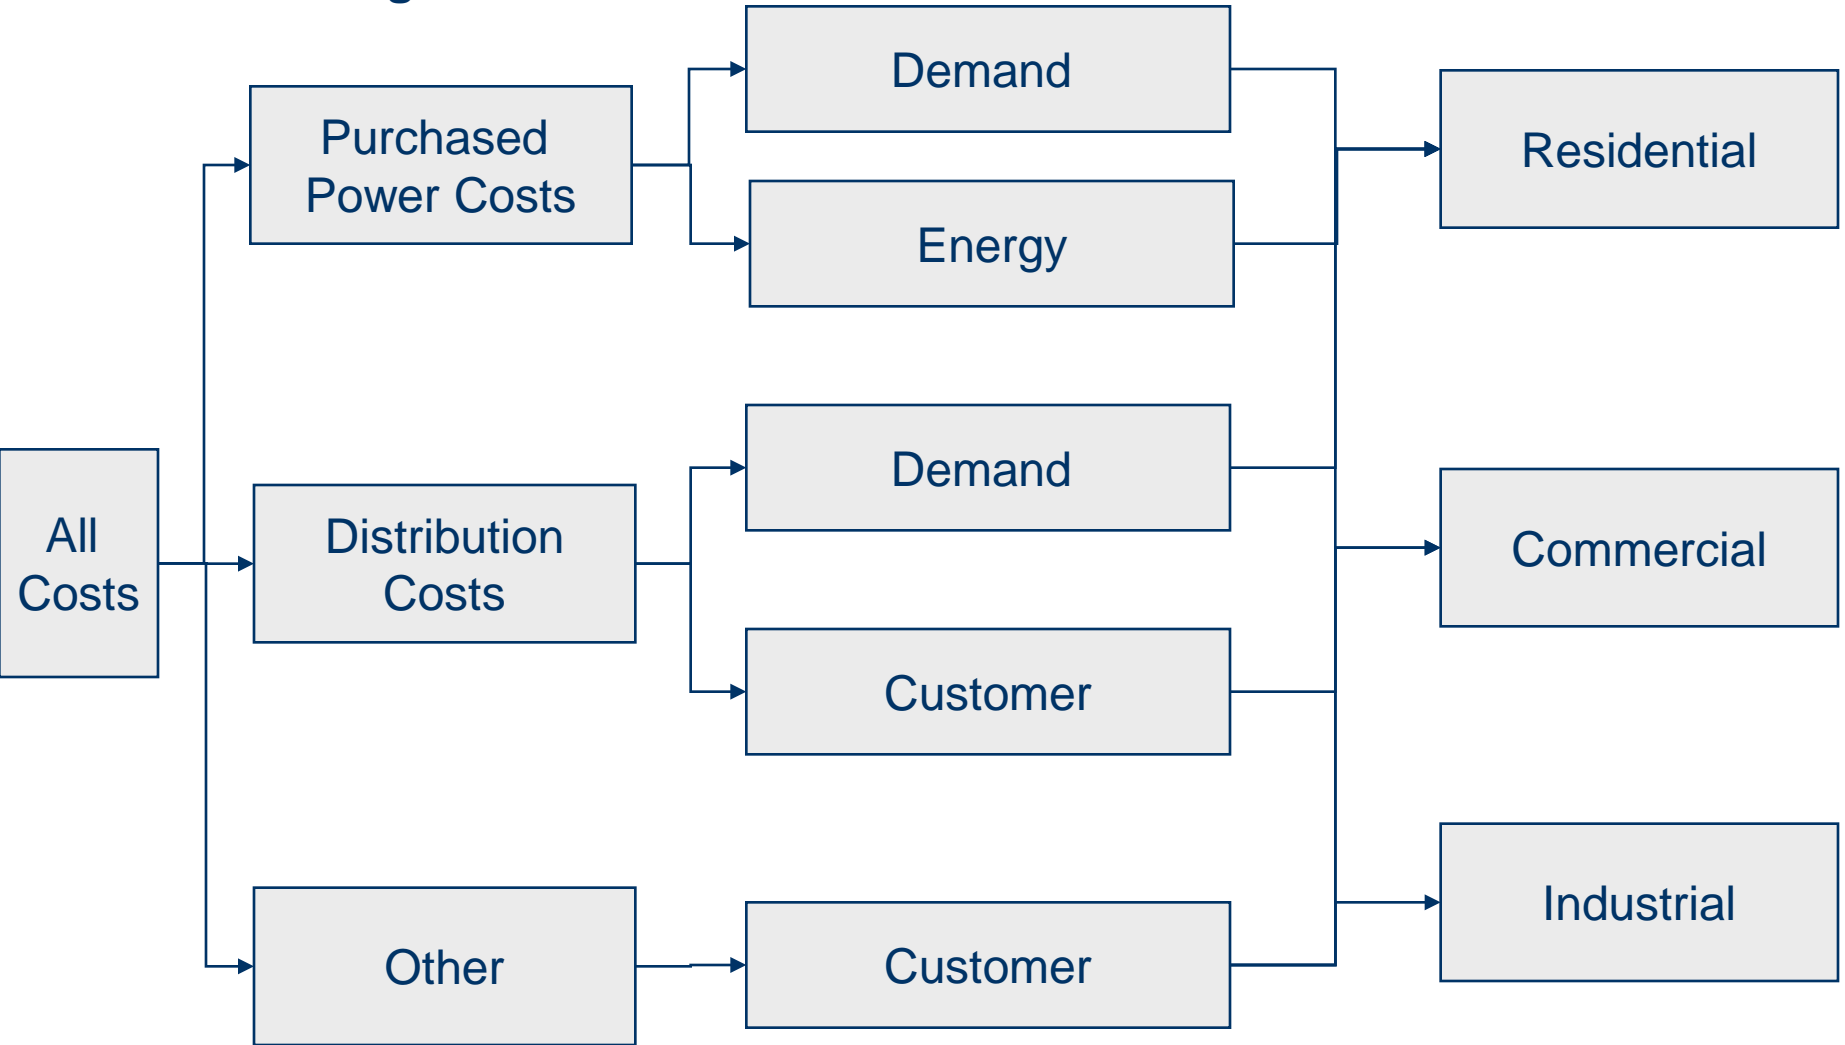 Demand
Purchased
Power Costs
Residential
Energy
Demand
All
Costs
Distribution
Costs
Commercial
Customer
Industrial
Other
Customer